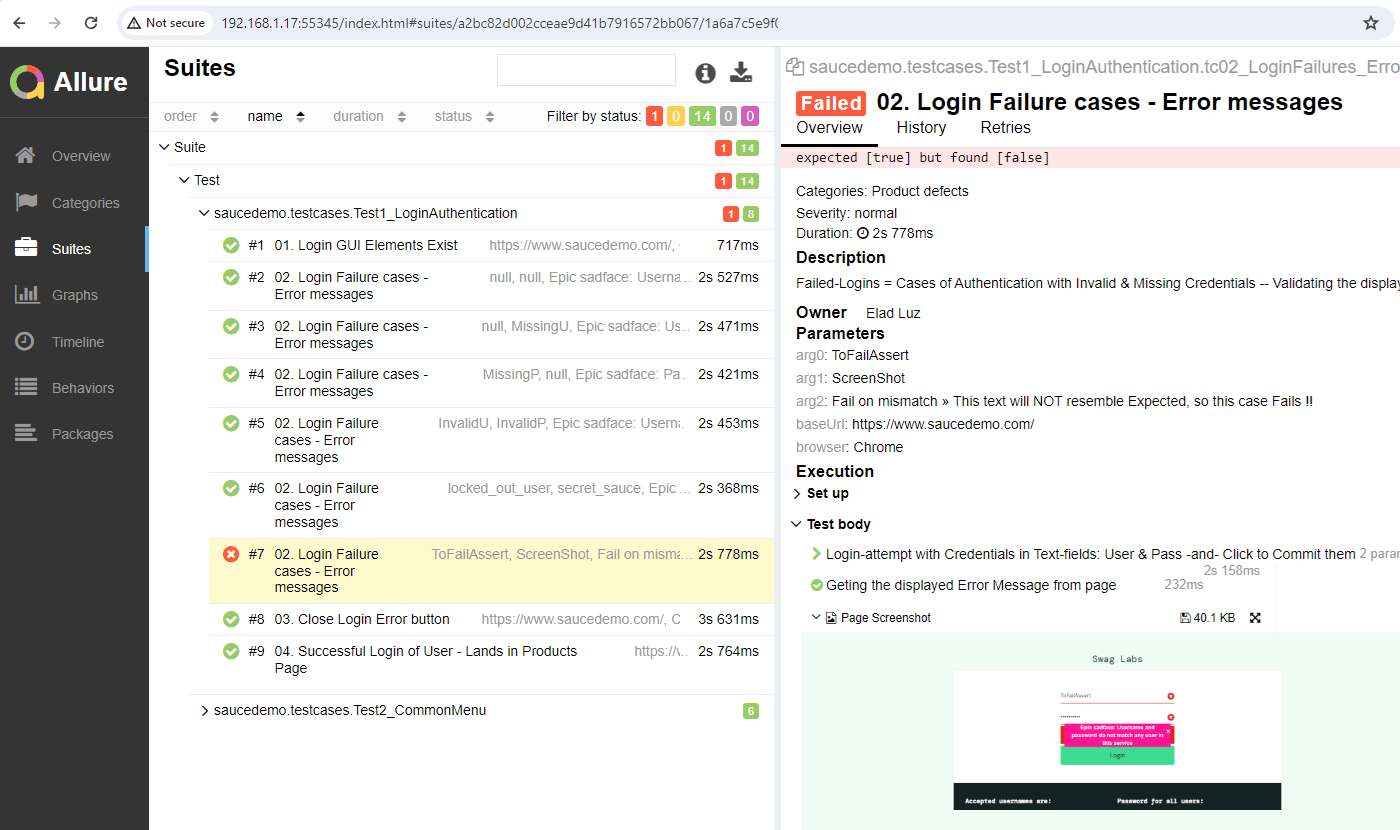 Not secure 192.168.1.17:55345/index.html#suites/a2bc82d002cceae9d41b7916572bb067/1a6a7c5e9f0
Allure
Overview
Categories
Suites
Graphs
Timeline
Behaviors
Packages
Suites
order name duration status Filter by status: 1 0 14 0 0
Suite 1 14
Test 1 14
saucedemo.testcases.Test1_LoginAuthentication 1 8
#1 01. Login GUI Elements Exist https://www.saucedemo.com/, 717ms
#2 02. Login Failure cases - null, null, Epic sadface: Userna… 2s 527ms
Error messages
#3 02. Login Failure cases - null, MissingU, Epic sadface: Us… 2s 471ms
Error messages
#4 02. Login Failure cases - MissingP, null, Epic sadface: Pa… 2s 421ms
Error messages
#5 02. Login Failure InvalidU, InvalidP, Epic sadface: Usern… 2s 453ms
cases - Error
messages
#6 02. Login Failure locked_out_user, secret_sauce, Epic … 2s 368ms
cases - Error
messages
#7 02. Login Failure ToFailAssert, ScreenShot, Fail on misma… 2s 778ms
cases - Error
messages
#8 03. Close Login Error button https://www.saucedemo.com/, C 3s 631ms
#9 04. Successful Login of User - Lands in Products https:/… 2s 764ms
Page
saucedemo.testcases.Test2_CommonMenu 6
saucedemo.testcases.Test1_LoginAuthentication.tc02_LoginFailures_Erro
Failed 02. Login Failure cases - Error messages
Overview History Retries
expected [true] but found [false]
Categories: Product defects
Severity: normal
Duration: 2s 778ms
Description
Failed-Logins = Cases of Authentication with Invalid & Missing Credentials -- Validating the display
Owner Elad Luz
Parameters
arg0: ToFailAssert
arg1: ScreenShot
arg2: Fail on mismatch » This text will NOT resemble Expected, so this case Fails !!
baseUrl: https://www.saucedemo.com/
browser: Chrome
Execution
Set up
Test body
Login-attempt with Credentials in Text-fields: User & Pass -and- Click to Commit them 2 para
2s 158ms
Geting the displayed Error Message from page 232ms
Page Screenshot 40.1 KB
Swag Labs
ToFailAssert
Epic sadface: Username and
password do not match any user in
this service
Login
Accepted usernames are: Password for all users: